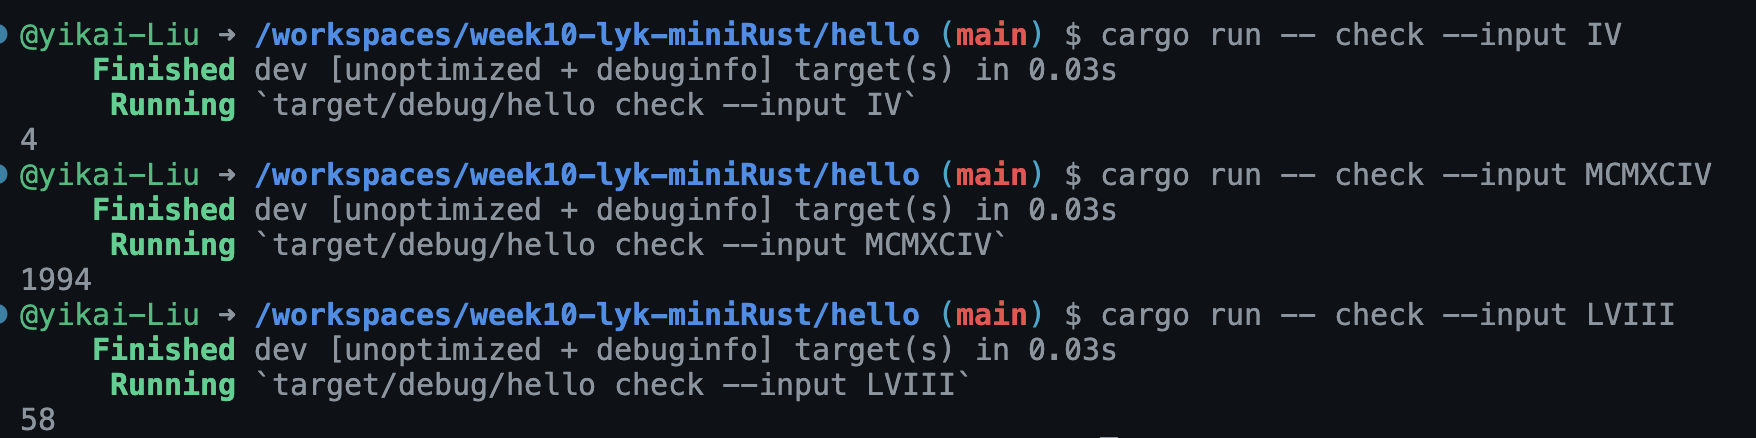 @yikai-Liu ➜ /workspaces/week10-lyk-miniRust/hello (main) $ cargo run -- check --input IV
Finished dev [unoptimized + debuginfo] target(s) in 0.03s
Running `target/debug/hello check --input IV`
4
@yikai-Liu ➜ /workspaces/week10-lyk-miniRust/hello (main) $ cargo run -- check --input MCMXCIV
Finished dev [unoptimized + debuginfo] target(s) in 0.03s
Running `target/debug/hello check --input MCMXCIV`
1994
@yikai-Liu ➜ /workspaces/week10-lyk-miniRust/hello (main) $ cargo run -- check --input LVIII
Finished dev [unoptimized + debuginfo] target(s) in 0.03s
Running `target/debug/hello check --input LVIII`
58